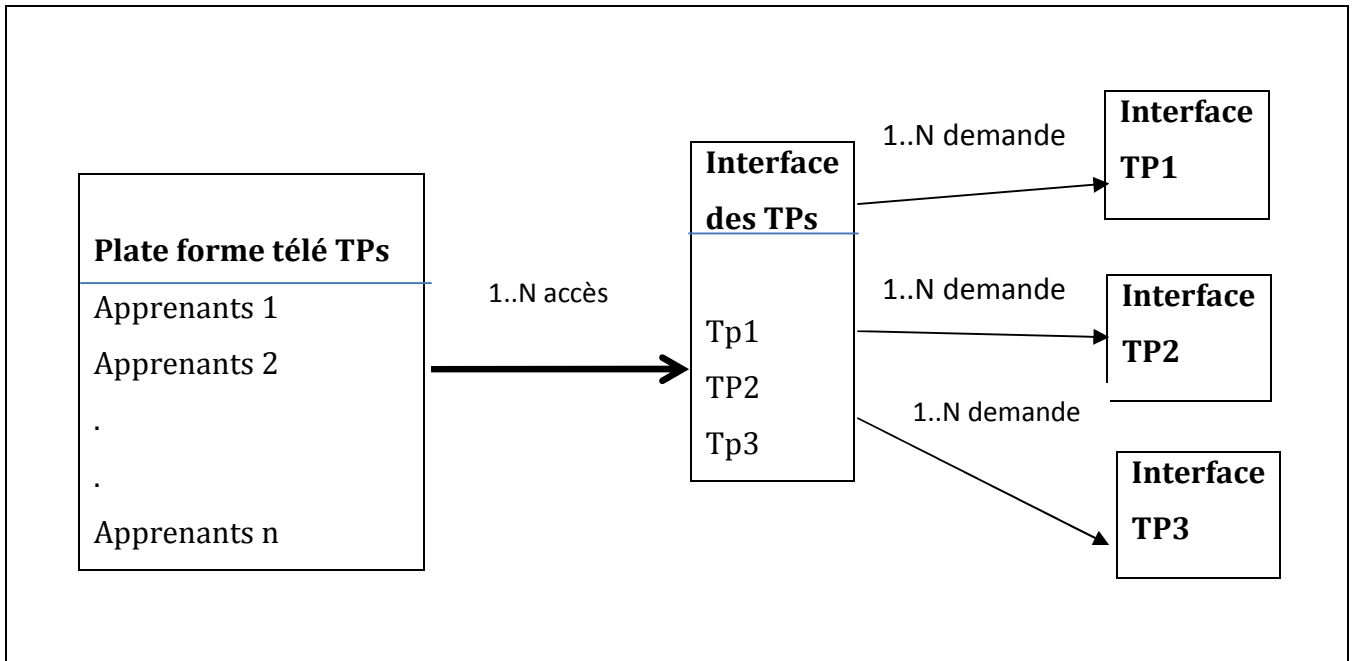 Plate forme télé TPs
Apprenants 1
Apprenants 2
.
.
Apprenants n
1..N accès
Interface
des TPs
Tp1
TP2
Tp3
1..N demande
Interface
TP1
1..N demande
Interface
TP2
1..N demande
Interface
TP3